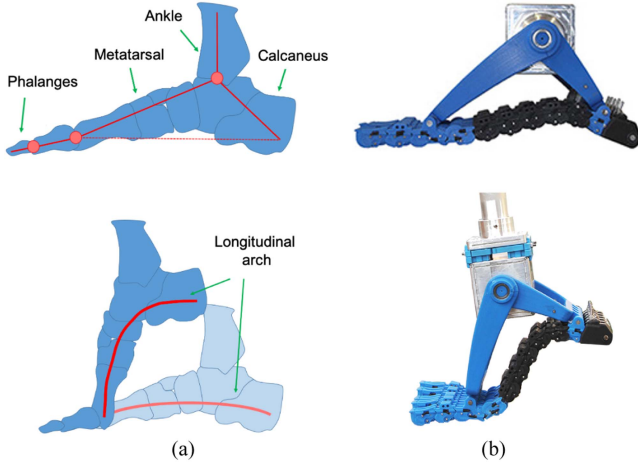 Ankle
Metatarsal
Calcaneus
Phalanges
Longitudinal
arch
(a)
(b)